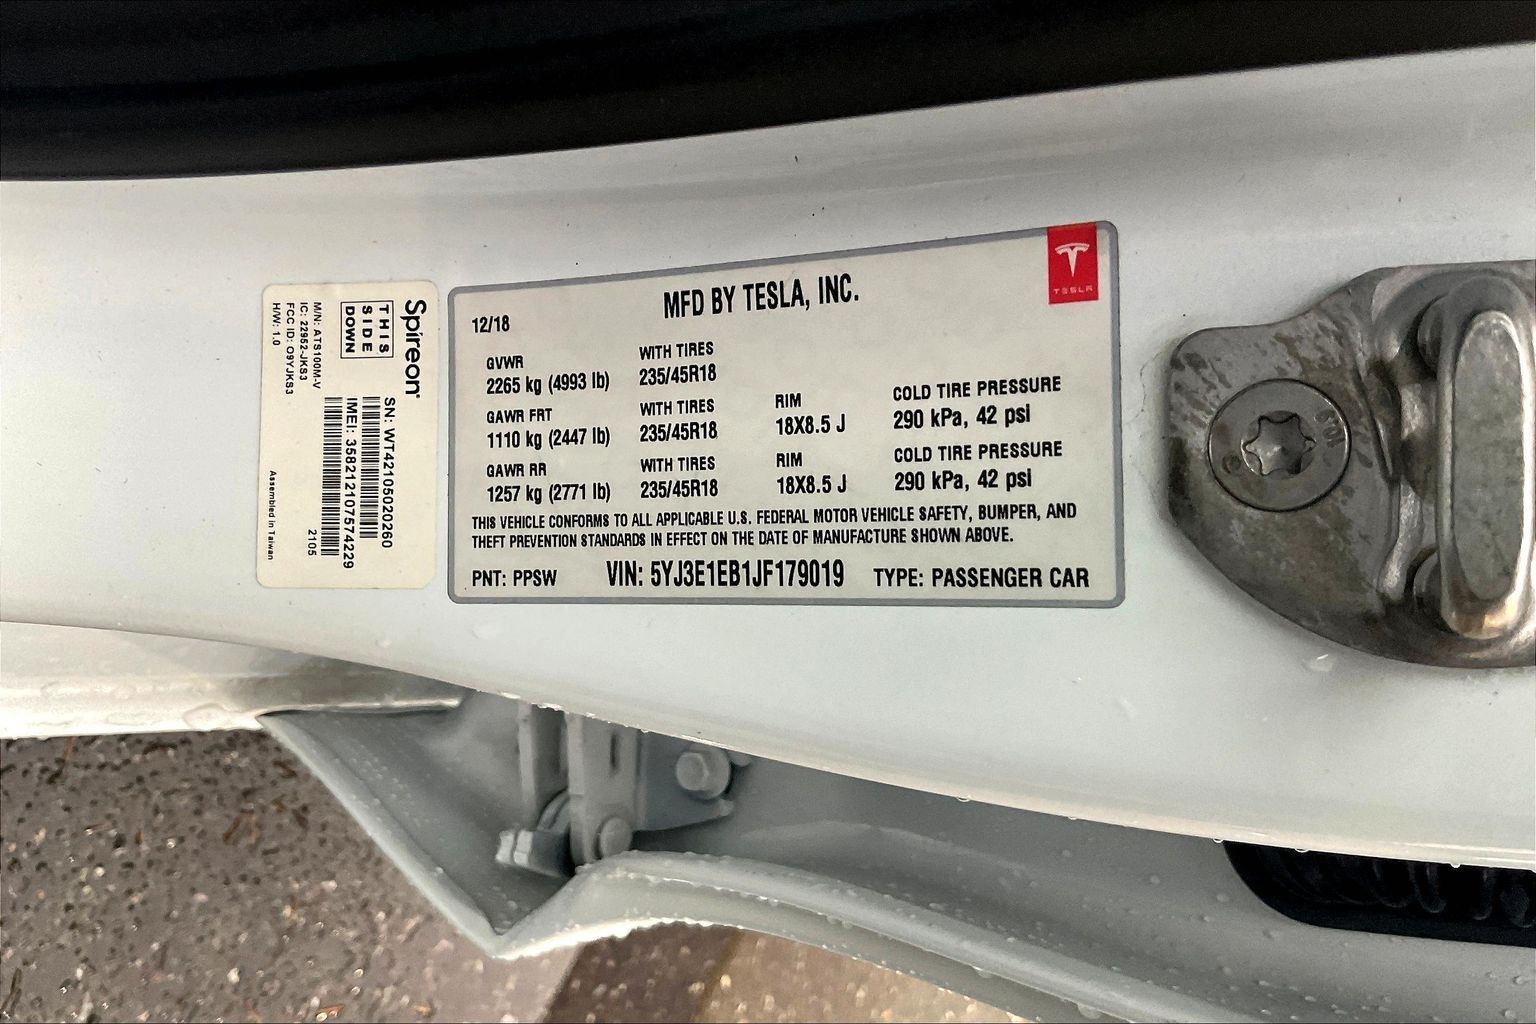 Spireon
THIS
SIDE
DOWN
SN: WT42105020260
IMEI: 358212107574229
2105
M/N: ATS100M-V
IC: 22952-JKS3
FCC ID: O9YJKS3
H/W: 1.0
Assembled in Taiwan
TESLA
MFD BY TESLA, INC.
12/18
GVWR WITH TIRES
2265 kg (4993 lb) 235/45R18
GAWR FRT WITH TIRES RIM COLD TIRE PRESSURE
1110 kg (2447 lb) 235/45R18 18X8.5 J 290 kPa, 42 psi
GAWR RR WITH TIRES RIM COLD TIRE PRESSURE
1257 kg (2771 lb) 235/45R18 18X8.5 J 290 kPa, 42 psi
THIS VEHICLE CONFORMS TO ALL APPLICABLE U.S. FEDERAL MOTOR VEHICLE SAFETY, BUMPER, AND
THEFT PREVENTION STANDARDS IN EFFECT ON THE DATE OF MANUFACTURE SHOWN ABOVE.
PNT: PPSW VIN: 5YJ3E1EB1JF179019 TYPE: PASSENGER CAR